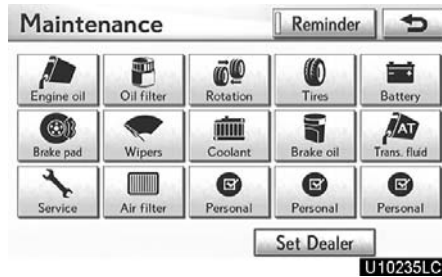 Maintenance Reminder
Engine oil Oil filter Rotation Tires Battery
Brake pad Wipers Coolant Brake oil AT Trans. fluid
Service Air filter Personal Personal Personal
Set Dealer
U10235LC